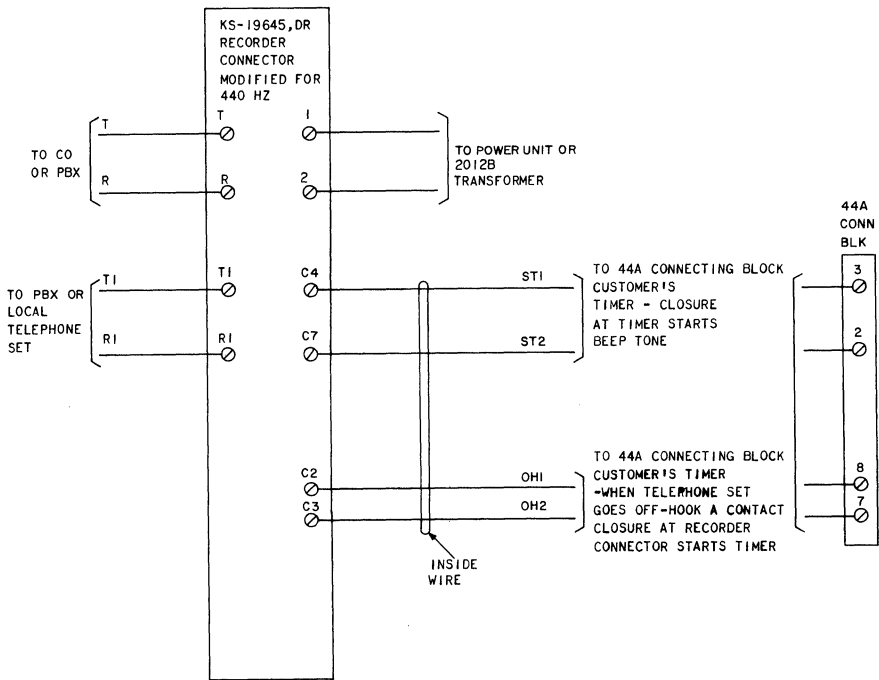 KS-19645,DR
RECORDER
CONNECTOR
MODIFIED FOR
440 HZ
T
T
1
TO CO
OR PBX
R
R
2
TO POWER UNIT OR
2012B
TRANSFORMER
44A
CONN
BLK
T1
T1
C4
ST1
TO PBX OR
LOCAL
TELEPHONE
SET
R1
R1
C7
ST2
TO 44A CONNECTING BLOCK
CUSTOMER'S
TIMER - CLOSURE
AT TIMER STARTS
BEEP TONE
3
2
C2
OH1
C3
OH2
TO 44A CONNECTING BLOCK
CUSTOMER'S TIMER
-WHEN TELEPHONE SET
GOES OFF-HOOK A CONTACT
CLOSURE AT RECORDER
CONNECTOR STARTS TIMER
8
7
INSIDE
WIRE